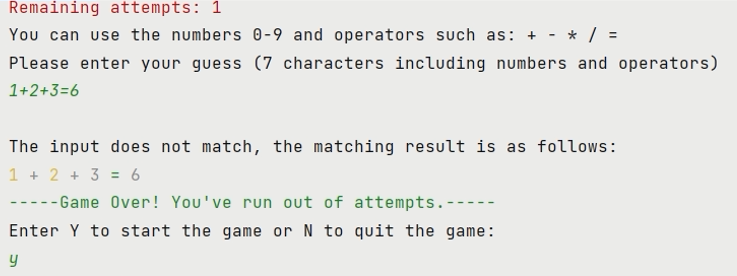 Remaining attempts: 1
You can use the numbers 0-9 and operators such as: + - * / =
Please enter your guess (7 characters including numbers and operators)
1+2+3=6
The input does not match, the matching result is as follows:
1 + 2 + 3 = 6
-----Game Over! You've run out of attempts.-----
Enter Y to start the game or N to quit the game:
y